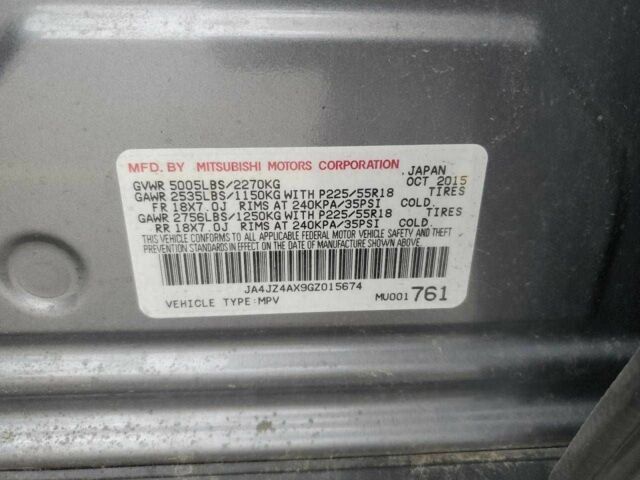 MFD. BY MITSUBISHI MOTORS CORPORATION JAPAN
GVWR 5005LBS/2270KG OCT 2015
GAWR 2535LBS/1150KG WITH P225/55R18 TIRES
FR 18X7.0J RIMS AT 240KPA/35PSI COLD.
GAWR 2756LBS/1250KG WITH P225/55R18 TIRES
RR 18X7.0J RIMS AT 240KPA/35PSI COLD.
THIS VEHICLE CONFORMS TO ALL APPLICABLE FEDERAL MOTOR VEHICLE SAFETY AND THEFT
PREVENTION STANDARDS IN EFFECT ON THE DATE OF MANUFACTURE SHOWN ABOVE.
JA4JZ4AX9GZ015674
VEHICLE TYPE:MPV MU001761